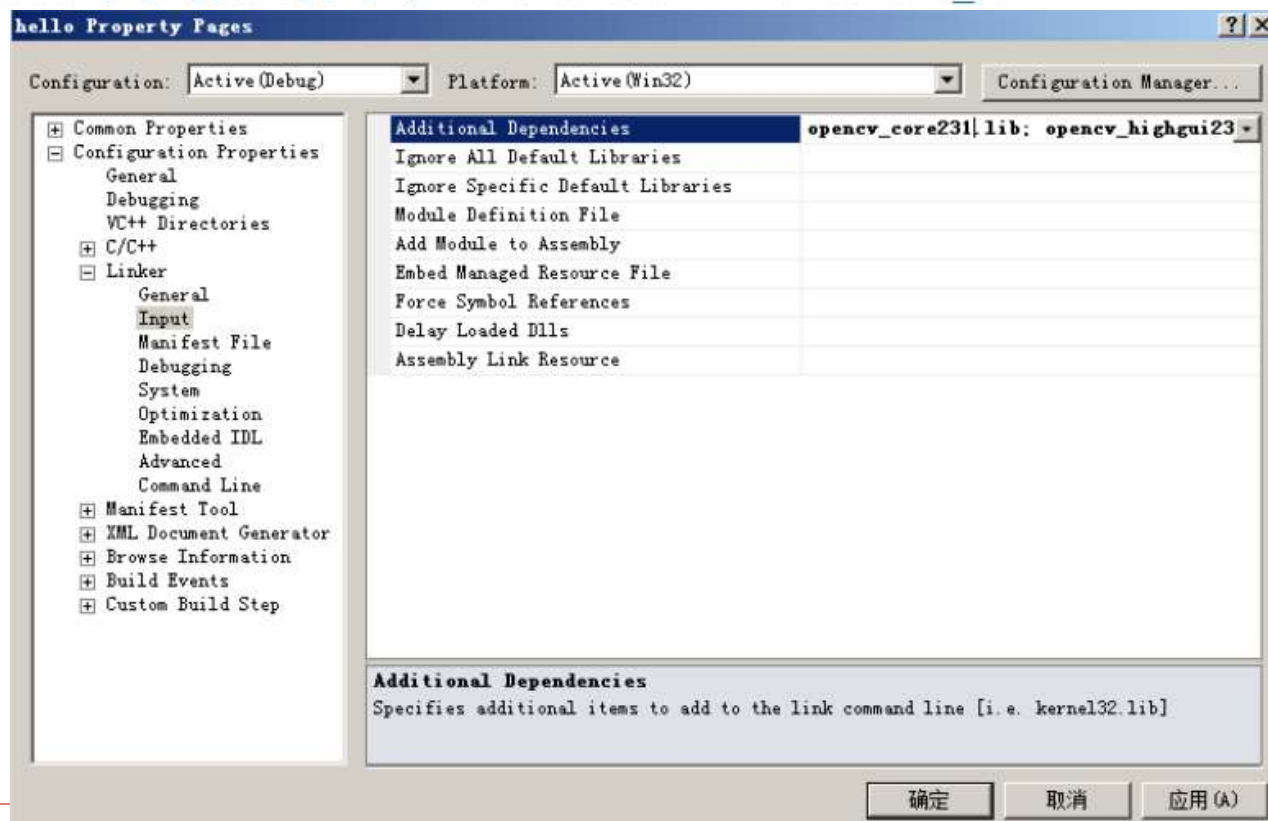 hello Property Pages
Configuration: Active(Debug) Platform: Active(Win32) Configuration Manager...
Common Properties
Configuration Properties
General
Debugging
VC++ Directories
C/C++
Linker
General
Input
Manifest File
Debugging
System
Optimization
Embedded IDL
Advanced
Command Line
Manifest Tool
XML Document Generator
Browse Information
Build Events
Custom Build Step
Additional Dependencies opencv_core231.lib; opencv_highgui23
Ignore All Default Libraries
Ignore Specific Default Libraries
Module Definition File
Add Module to Assembly
Embed Managed Resource File
Force Symbol References
Delay Loaded Dlls
Assembly Link Resource
Additional Dependencies
Specifies additional items to add to the link command line [i.e. kernel32.lib]
确定 取消 应用(A)